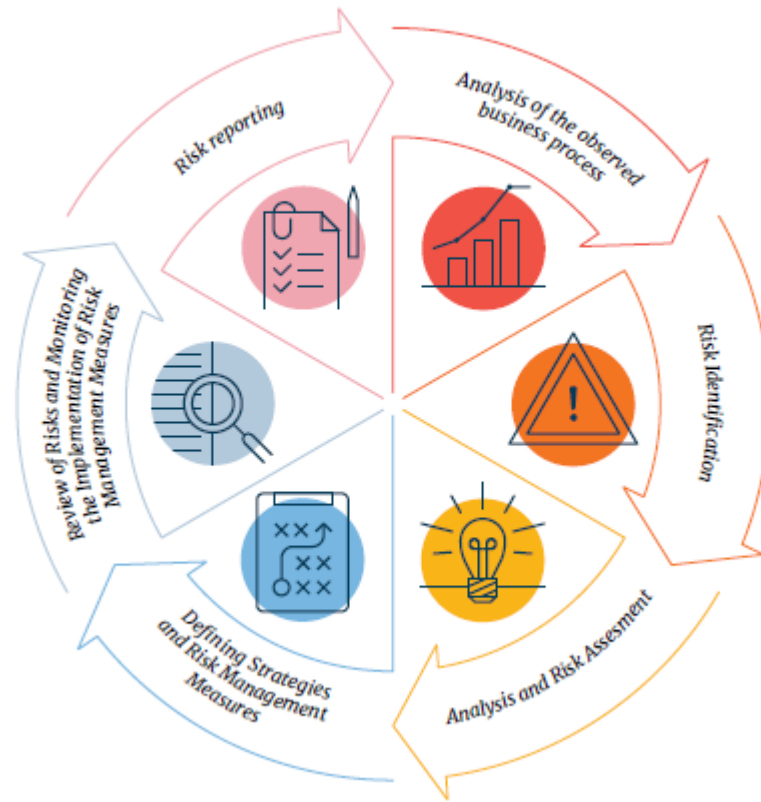 Analysis of the observed
business process
Risk Identification
Analysis and Risk Assesment
Defining Strategies
and Risk Management
Measures
Review of Risks and Monitoring
the Implementation of Risk
Management Measures
Risk reporting